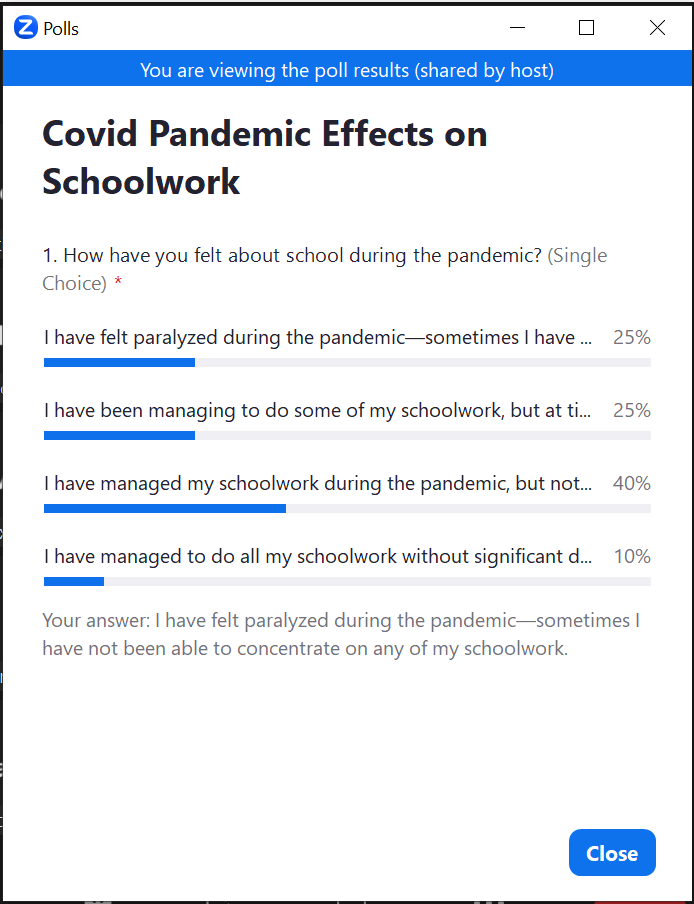 Polls
You are viewing the poll results (shared by host)
Covid Pandemic Effects on
Schoolwork
1. How have you felt about school during the pandemic? (Single
Choice) *
I have felt paralyzed during the pandemic—sometimes I have ... 25%
I have been managing to do some of my schoolwork, but at ti... 25%
I have managed my schoolwork during the pandemic, but not... 40%
I have managed to do all my schoolwork without significant d... 10%
Your answer: I have felt paralyzed during the pandemic—sometimes I
have not been able to concentrate on any of my schoolwork.
Close